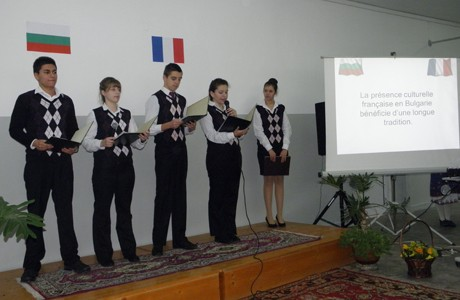 La présence culturelle
française en Bulgarie
bénéficie d'une longue
tradition.